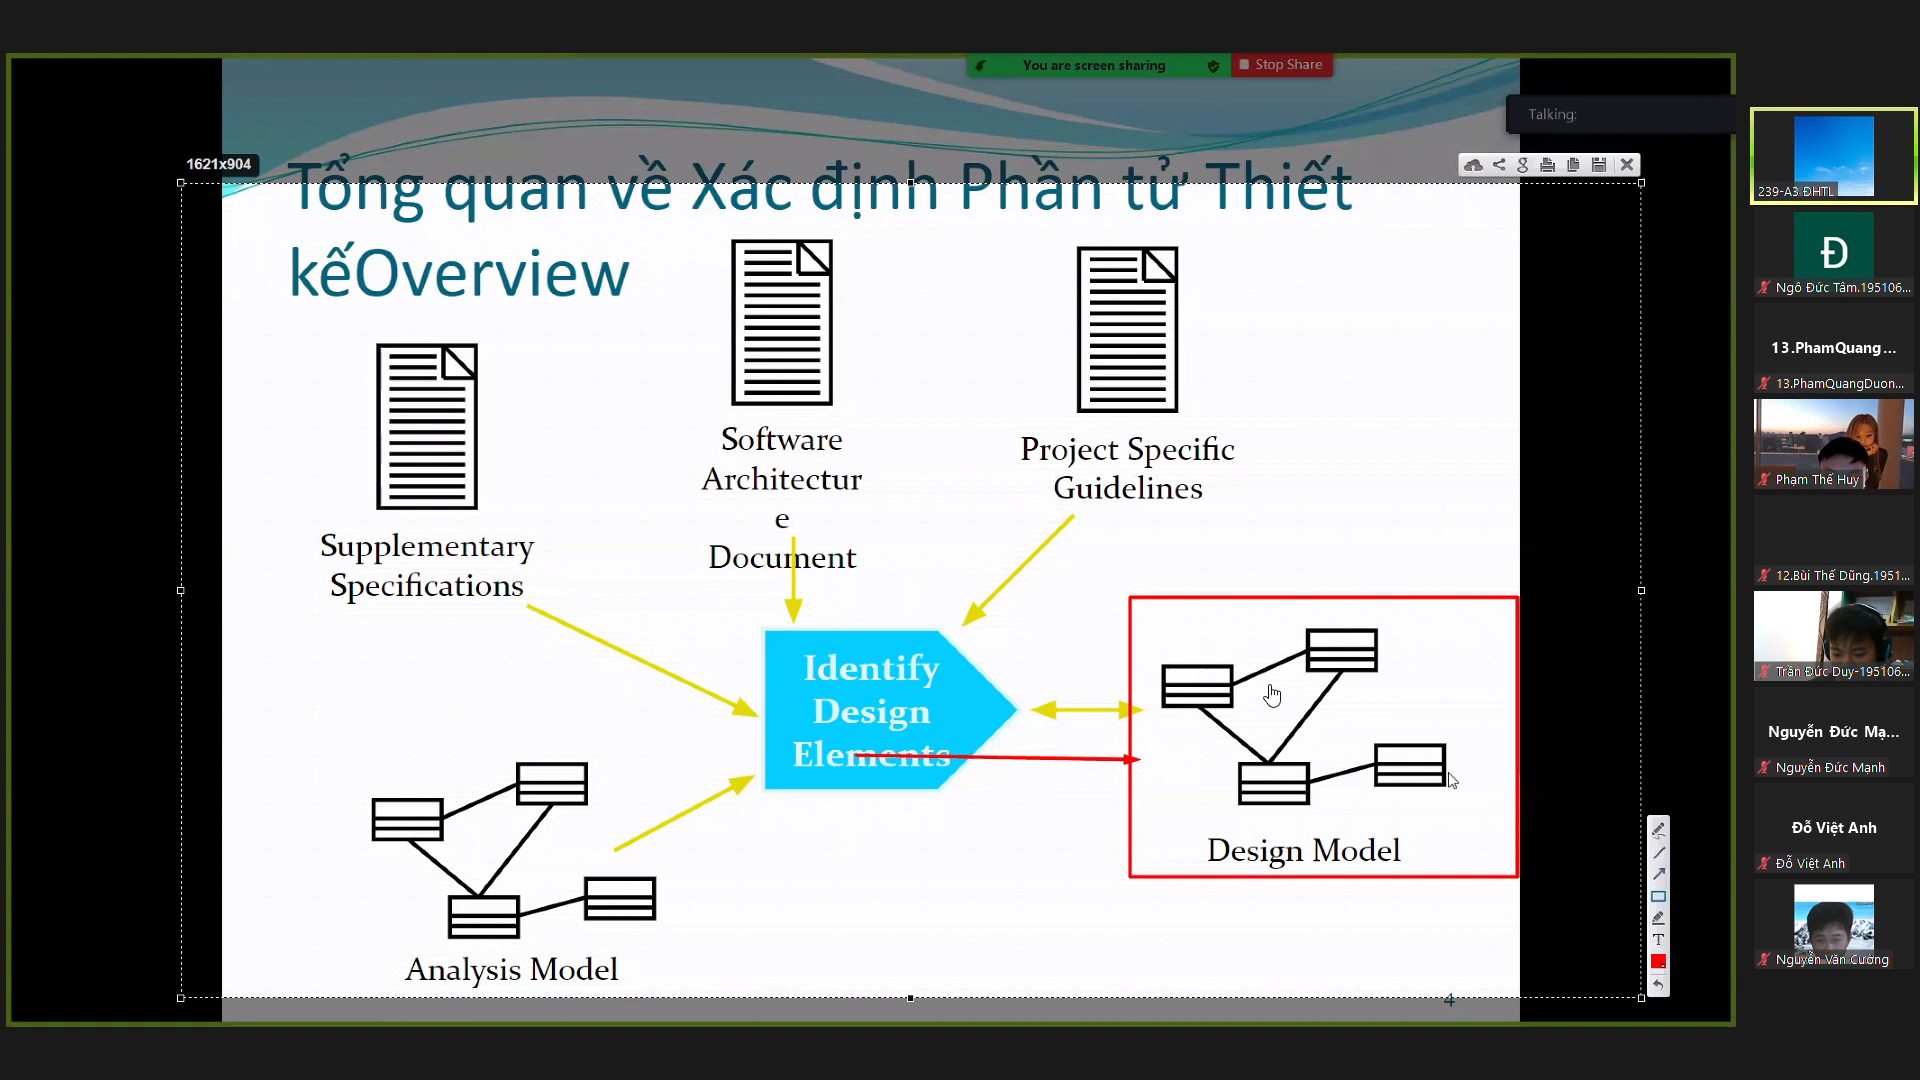 You are screen sharing
Stop Share
Talking:
1621x904
Tổng quan về Xác định Phần tử Thiết
kếOverview
Software
Architectur
e
Document
Project Specific
Guidelines
Supplementary
Specifications
Identify
Design
Elements
Design Model
Analysis Model
4
T
239-A3 ĐHTL
Đ
Ngô Đức Tâm.195106...
13.PhamQuang...
13.PhamQuangDuon...
Phạm Thế Huy
12.Bùi Thế Dũng.1951...
Trần Đức Duy-195106...
Nguyễn Đức Mạ...
Nguyễn Đức Mạnh
Đỗ Việt Anh
Đỗ Việt Anh
Nguyễn Văn Cường